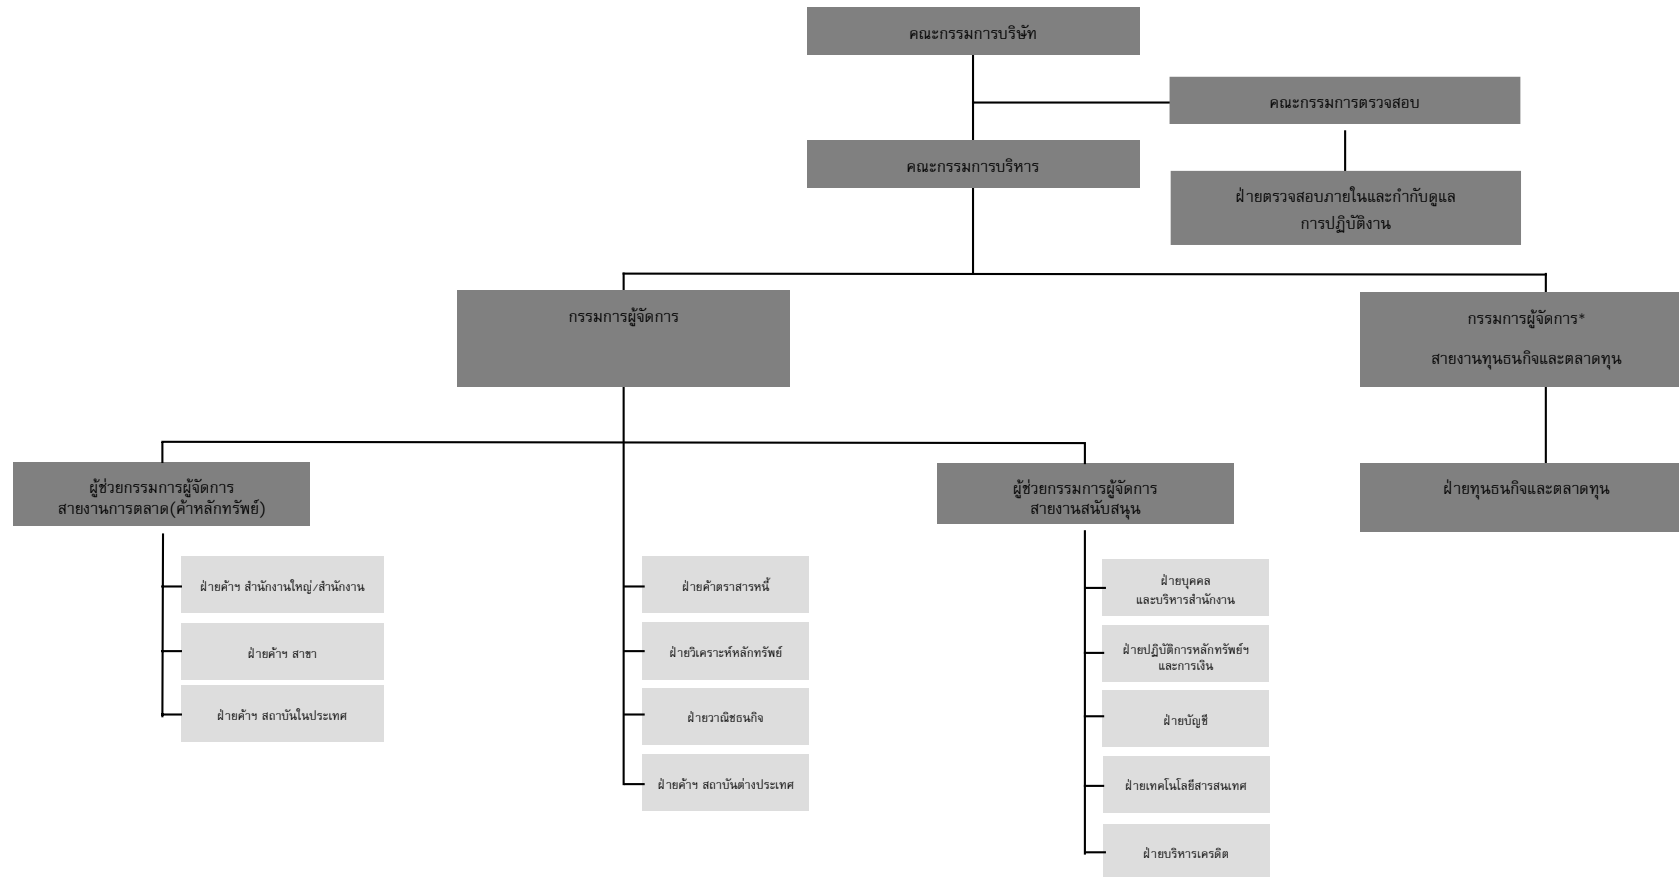 คณะกรรมการบริษัท
คณะกรรมการตรวจสอบ
คณะกรรมการบริหาร
ฝ่ายตรวจสอบภายในและกำกับดูแล
การปฏิบัติงาน
กรรมการผู้จัดการ
กรรมการผู้จัดการ*
สายงานทุนธนกิจและตลาดทุน
ผู้ช่วยกรรมการผู้จัดการ
สายงานการตลาด(ค้าหลักทรัพย์)
ผู้ช่วยกรรมการผู้จัดการ
สายงานสนับสนุน
ฝ่ายทุนธนกิจและตลาดทุน
ฝ่ายค้าฯ สำนักงานใหญ่/สำนักงาน
ฝ่ายค้าฯ สาขา
ฝ่ายค้าฯ สถาบันในประเทศ
ฝ่ายค้าตราสารหนี้
ฝ่ายวิเคราะห์หลักทรัพย์
ฝ่ายวาณิชธนกิจ
ฝ่ายค้าฯ สถาบันต่างประเทศ
ฝ่ายบุคคล
และบริหารสำนักงาน
ฝ่ายปฏิบัติการหลักทรัพย์ฯ
และการเงิน
ฝ่ายบัญชี
ฝ่ายเทคโนโลยีสารสนเทศ
ฝ่ายบริหารเครดิต